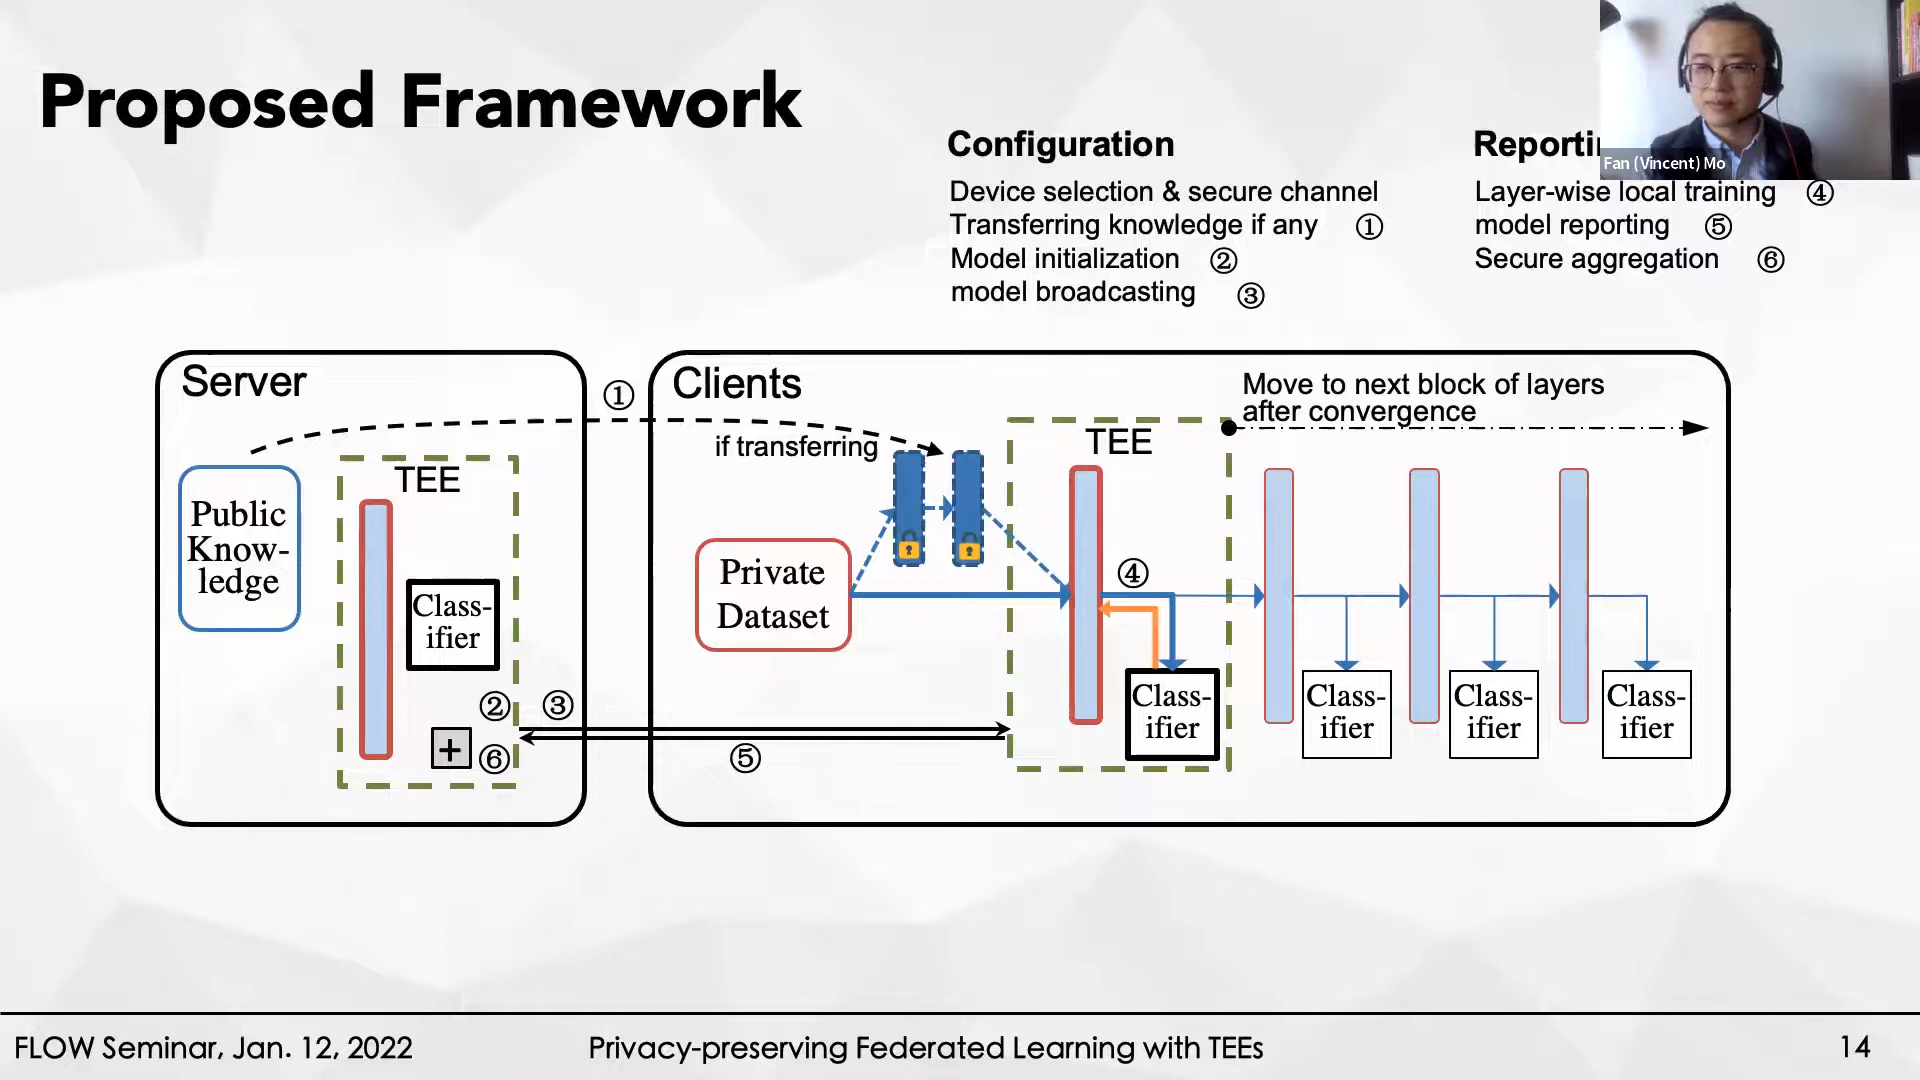 Proposed Framework
Fan (Vincent) Mo
Configuration
Device selection & secure channel
Transferring knowledge if any ①
Model initialization ②
model broadcasting ③
Layer-wise local training ④
model reporting ⑤
Secure aggregation ⑥
Server
Public
Know-
ledge
TEE
Class-
ifier
②
+
⑥
①
③
⑤
Clients
if transferring
Private
Dataset
TEE
④
Class-
ifier
Move to next block of layers
after convergence
Class-
ifier
Class-
ifier
Class-
ifier
FLOW Seminar, Jan. 12, 2022
Privacy-preserving Federated Learning with TEEs
14